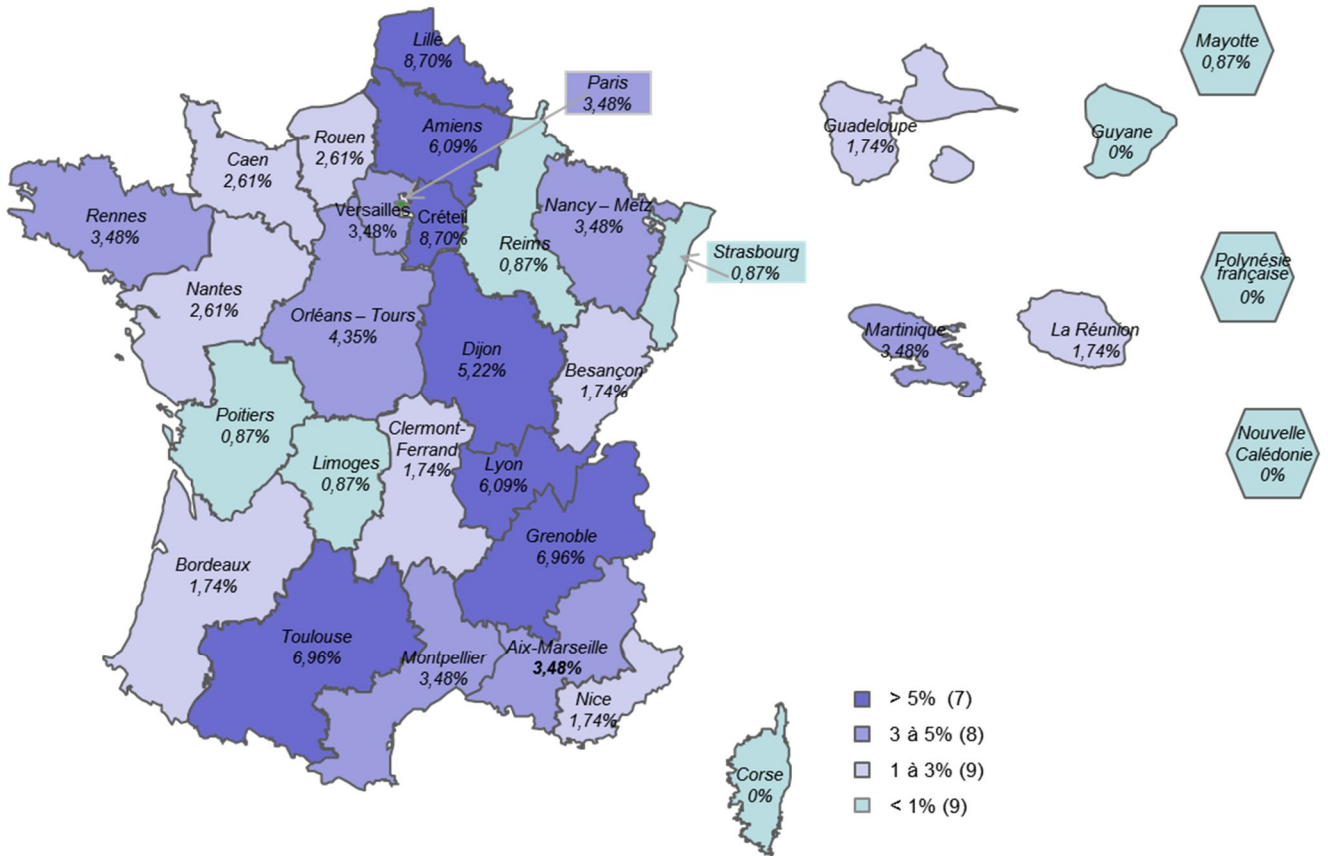 Lille
8,70%
Paris
3,48%
Amiens
6,09%
Rouen
2,61%
Caen
2,61%
Rennes
3,48%
Versailles
3,48%
Créteil
8,70%
Reims
0,87%
Nancy – Metz
3,48%
Strasbourg
0,87%
Nantes
2,61%
Orléans – Tours
4,35%
Dijon
5,22%
Besançon
1,74%
Poitiers
0,87%
Limoges
0,87%
Clermont-
Ferrand
1,74%
Lyon
6,09%
Grenoble
6,96%
Bordeaux
1,74%
Toulouse
6,96%
Montpellier
3,48%
Aix-Marseille
3,48%
Nice
1,74%
Corse
0%
Guadeloupe
1,74%
Guyane
0%
Mayotte
0,87%
Martinique
3,48%
La Réunion
1,74%
Polynésie
française
0%
Nouvelle
Calédonie
0%
> 5% (7)
3 à 5% (8)
1 à 3% (9)
< 1% (9)